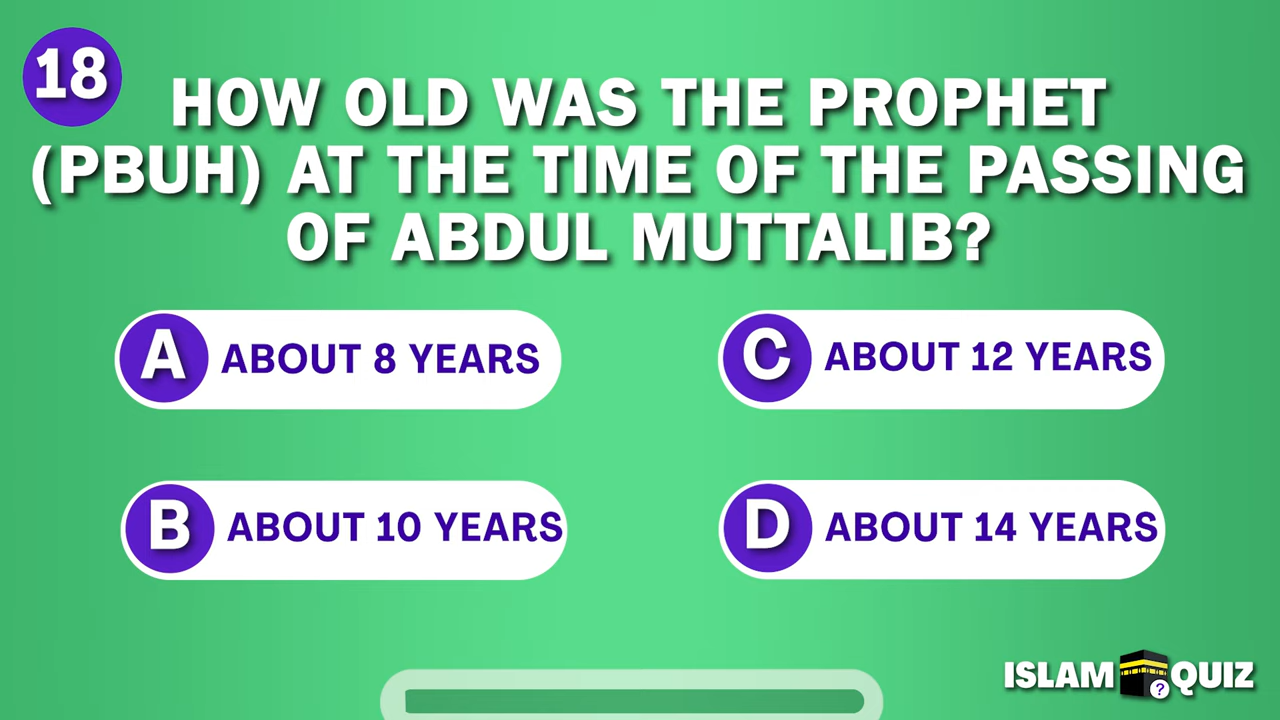 18
HOW OLD WAS THE PROPHET
(PBUH) AT THE TIME OF THE PASSING
OF ABDUL MUTTALIB?
A ABOUT 8 YEARS
B ABOUT 10 YEARS
C ABOUT 12 YEARS
D ABOUT 14 YEARS
ISLAM ? QUIZ